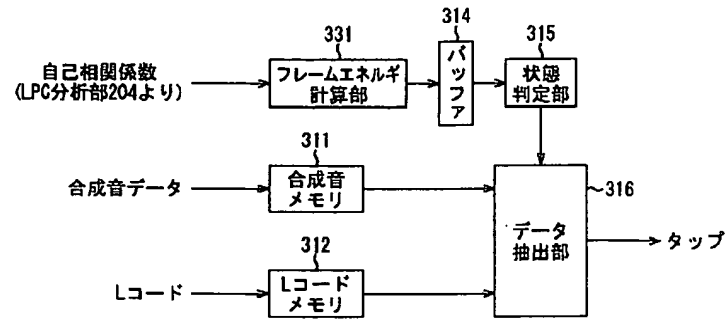 314
331
315
自己相関係数
(LPC分析部204より)
フレームエネルギ
計算部
バッファ
状態
判定部
311
合成音データ
合成音
メモリ
316
データ
抽出部
タップ
312
Lコード
Lコード
メモリ